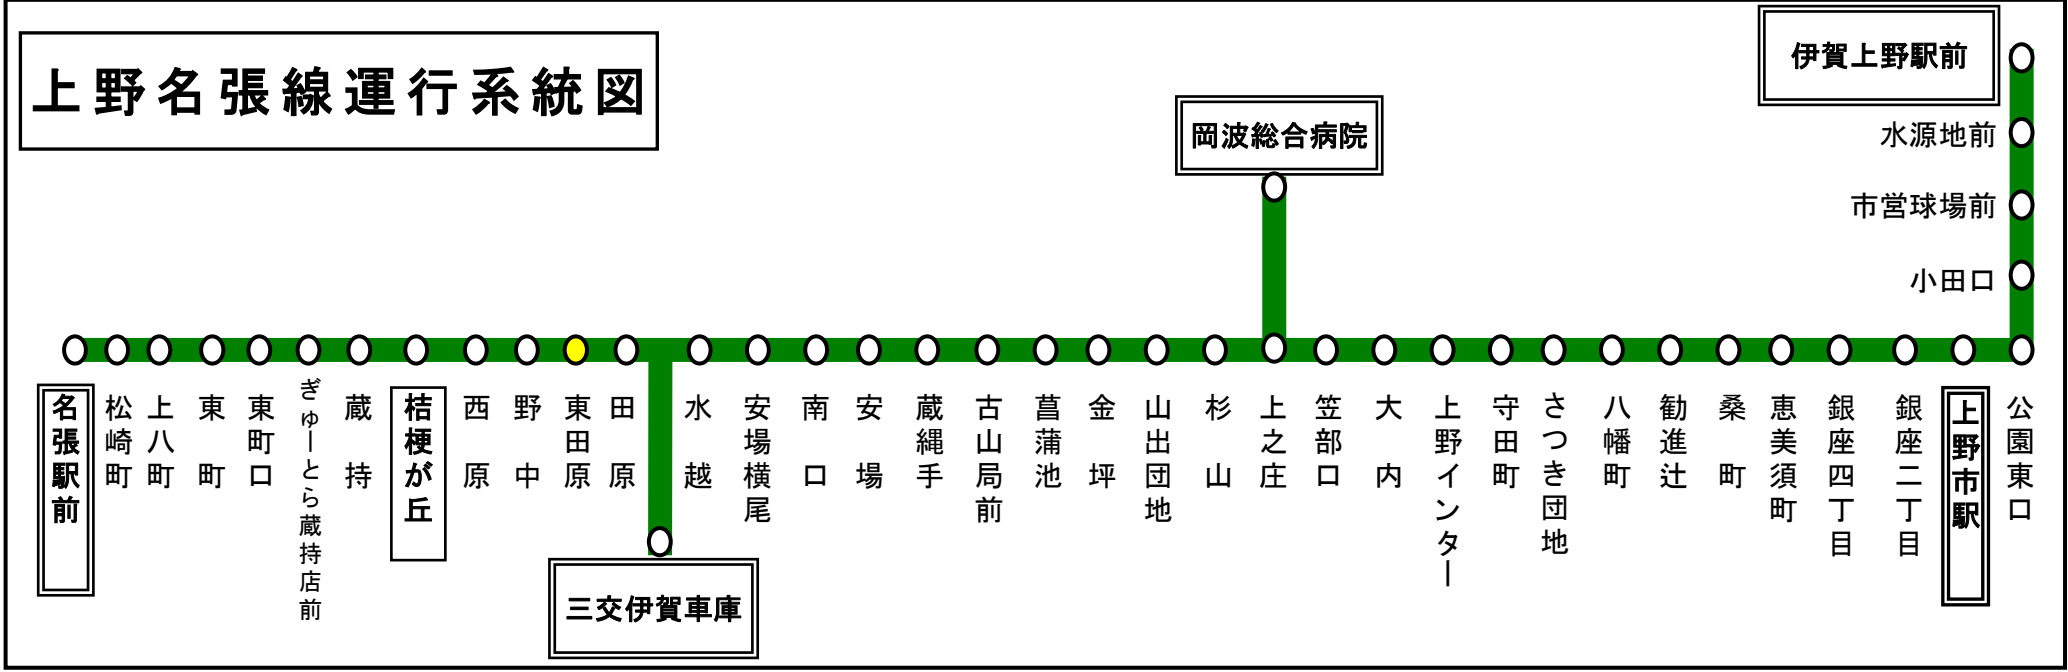 上野名張線運行系統図
伊賀上野駅前
水源地前
市営球場前
小田口
岡波総合病院
名張駅前
松崎町
上八町
東町
東町口
ぎゅーとら蔵持店前
蔵持
桔梗が丘
西原
野中
東田原
田原
水越
安場横尾
南口
安場
蔵縄手
古山局前
菖蒲池
金坪
山出団地
杉山
上之庄
笠部口
大内
上野インター
守田町
さつき団地
八幡町
勧進辻
桑町
恵美須町
銀座四丁目
銀座二丁目
上野市駅
公園東口
三交伊賀車庫